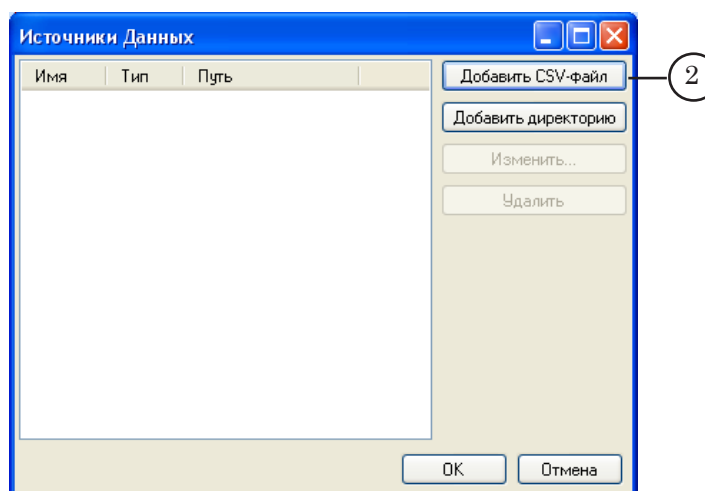 Источники Данных
Имя Тип Путь
Добавить CSV-файл
2
Добавить директорию
Изменить...
Удалить
OK Отмена